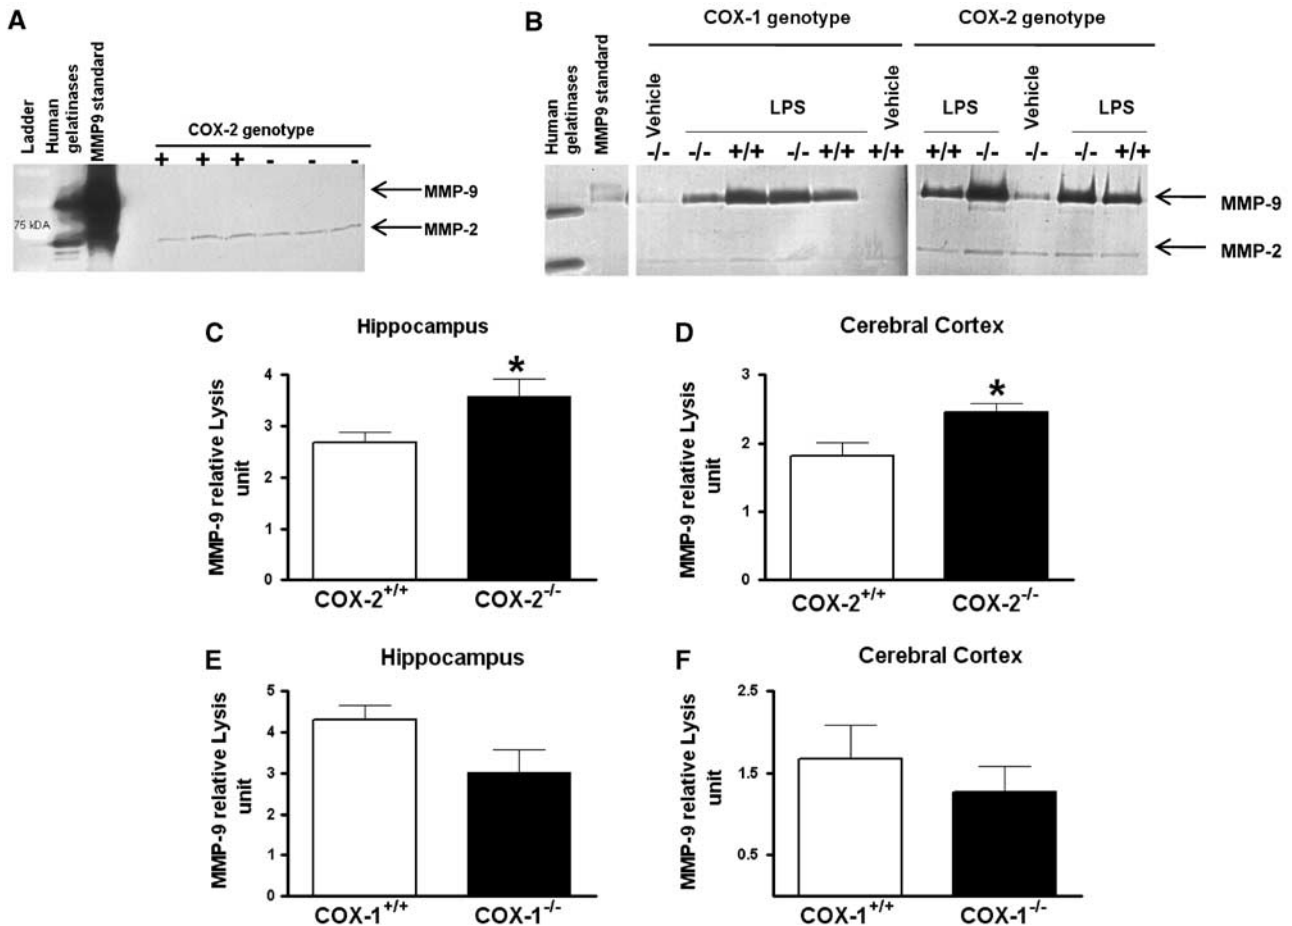 A
Ladder
Human
gelatinases
MMP9 standard
COX-2 genotype
+ + + - - -
75 kDA
MMP-9
MMP-2
B
Human
gelatinases
MMP9 standard
COX-1 genotype
COX-2 genotype
Vehicle
LPS
Vehicle
LPS
Vehicle
LPS
-/- -/- +/+ -/- +/+ +/+
+/+ -/- -/- -/- +/+
MMP-9
MMP-2
C
Hippocampus
MMP-9 relative Lysis
unit
4
3
2
1
0
*
COX-2+/+
COX-2-/-
D
Cerebral Cortex
MMP-9 relative Lysis
unit
3
2
1
0
*
COX-2+/+
COX-2-/-
E
Hippocampus
MMP-9 relative Lysis
unit
5
4
3
2
1
0
COX-1+/+
COX-1-/-
F
Cerebral Cortex
MMP-9 relative Lysis
unit
2.5
1.5
0.5
COX-1+/+
COX-1-/-